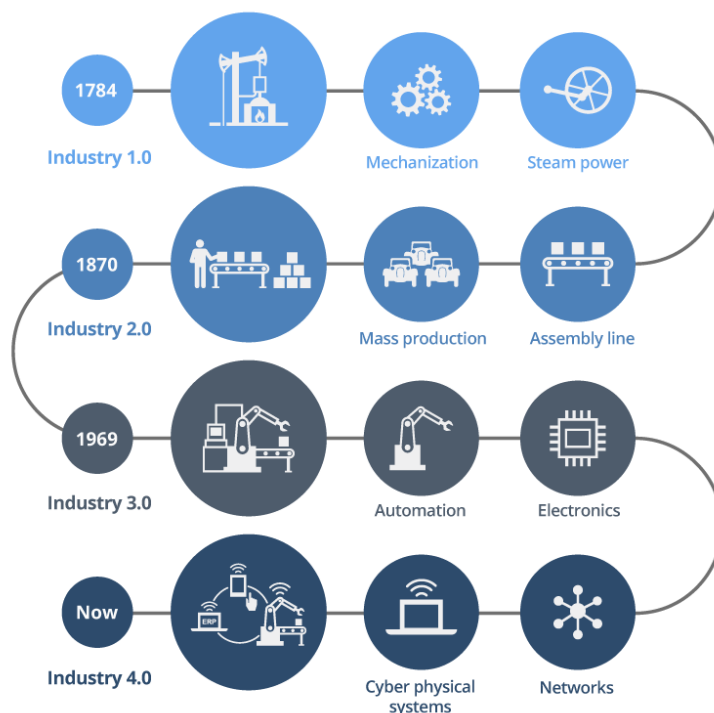 1784
Industry 1.0
Mechanization
Steam power
1870
Industry 2.0
Mass production
Assembly line
1969
Industry 3.0
Automation
Electronics
Now
ERP
Industry 4.0
Cyber physical
systems
Networks